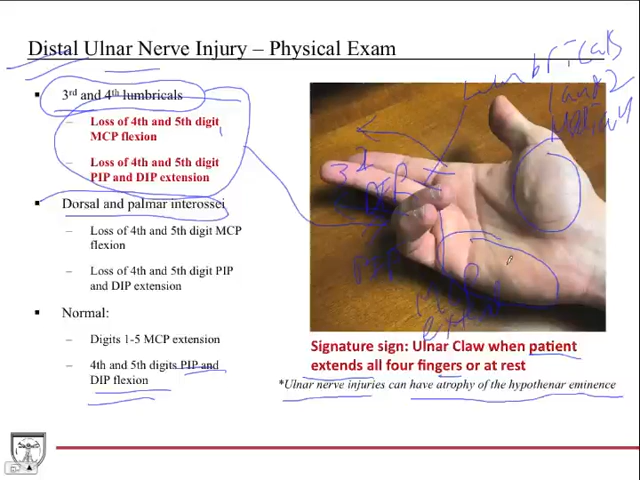 Distal Ulnar Nerve Injury – Physical Exam
3rd and 4th lumbricals
Loss of 4th and 5th digit
MCP flexion
Loss of 4th and 5th digit
PIP and DIP extension
Dorsal and palmar interossei
Loss of 4th and 5th digit MCP
flexion
Loss of 4th and 5th digit PIP
and DIP extension
Normal:
Digits 1-5 MCP extension
4th and 5th digits PIP and
DIP flexion
Lumbricals
1 and 2
Median
DIP
PIP
MCP
extension
Signature sign: Ulnar Claw when patient
extends all four fingers or at rest
*Ulnar nerve injuries can have atrophy of the hypothenar eminence